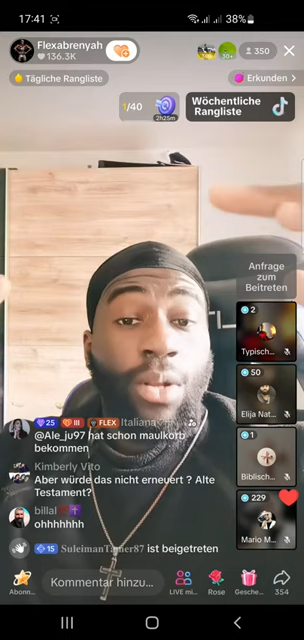 17:41
38%
Flexabrenyah
136.3K
350
30+
Tägliche Rangliste
Erkunden >
1/40
2h25m
Wöchentliche
Rangliste
Anfrage
zum
Beitreten
2
Typisch...
50
Elija Nat...
1
Biblisch...
229
Mario M...
25 III FLEX Italiana
@Ale_ju97 hat schon maulkorb
bekommen
Kimberly Vito
Aber würde das nicht erneuert ? Alte
Testament?
billal
ohhhhhhh
15 SuleimanTamer87 ist beigetreten
Abonn...
Kommentar hinzu...
LIVE mi...
Rose
Gesche...
354